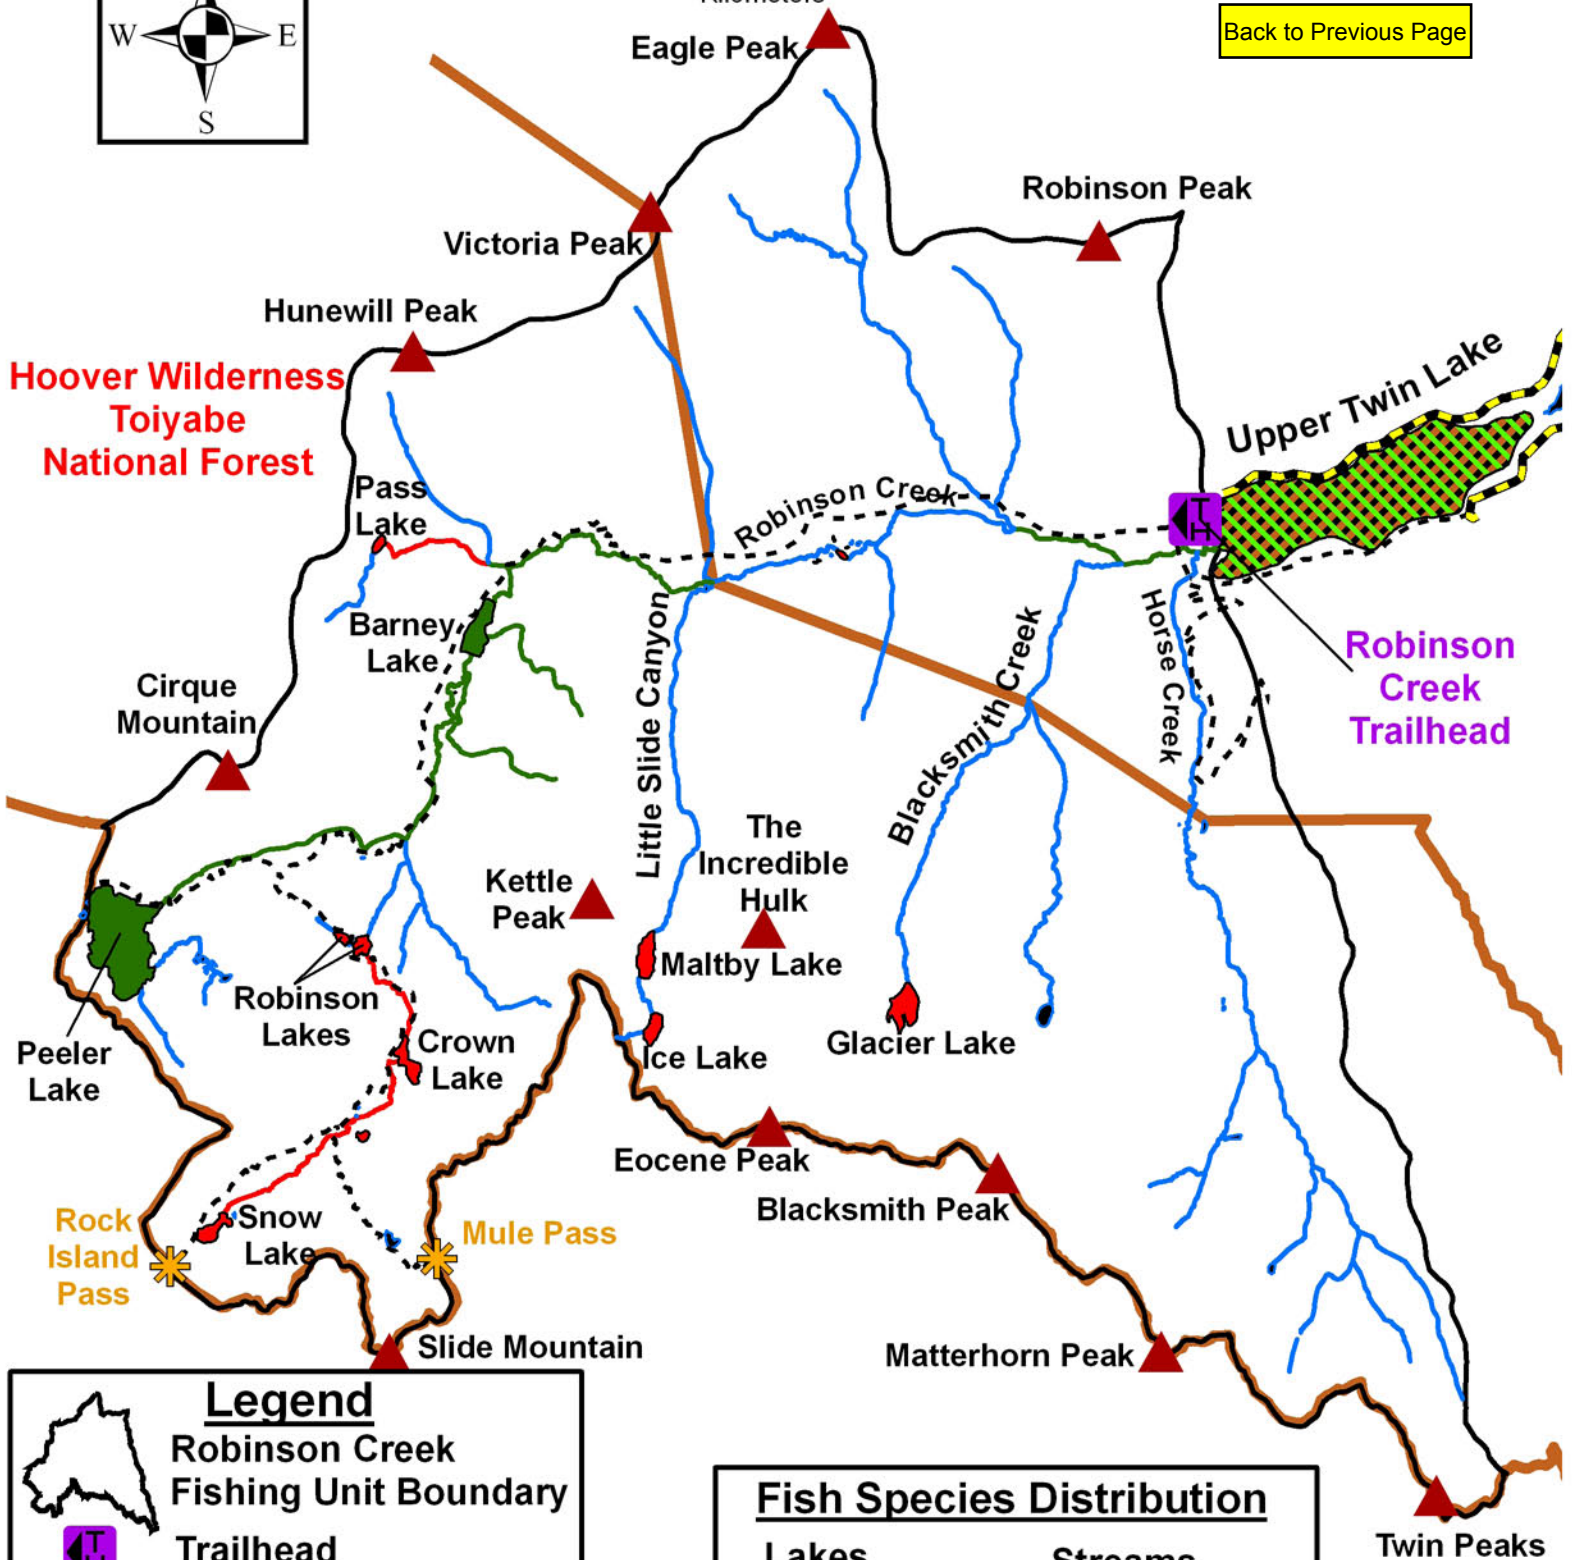 Kilometers
Back to Previous Page
W
E
S
Eagle Peak
Robinson Peak
Victoria Peak
Hunewill Peak
Hoover Wilderness
Toiyabe
National Forest
Upper Twin Lake
Pass
Lake
Robinson Creek
TH
Barney
Lake
Little Slide Canyon
Blacksmith Creek
Horse Creek
Robinson
Creek
Trailhead
Cirque
Mountain
The
Incredible
Hulk
Kettle
Peak
Maltby Lake
Robinson
Lakes
Crown
Lake
Ice Lake
Glacier Lake
Peeler
Lake
Eocene Peak
Blacksmith Peak
Rock
Island
Pass
Snow
Lake
Mule Pass
Slide Mountain
Matterhorn Peak
Legend
Robinson Creek
Fishing Unit Boundary
T
Trailhead
Fish Species Distribution
Lakes
Streams
Twin Peaks